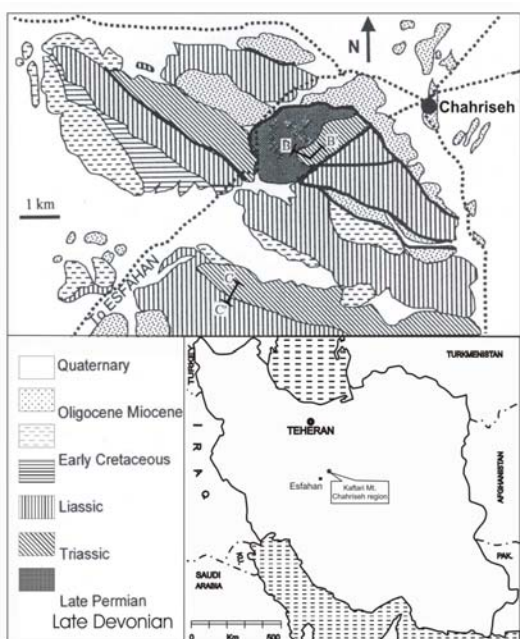 N
Chahriseh
B
B'
1 km
To ESFAHAN
C
C'
Quaternary
Oligocene Miocene
Early Cretaceous
Liassic
Triassic
Late Permian
Late Devonian
TURKEY
TURKMENISTAN
TEHERAN
I R A Q
Esfahan
Kaftari Mt.
Chahriseh region
AFGHANISTAN
PAK.
SAUDI
ARABIA
0 Km 500